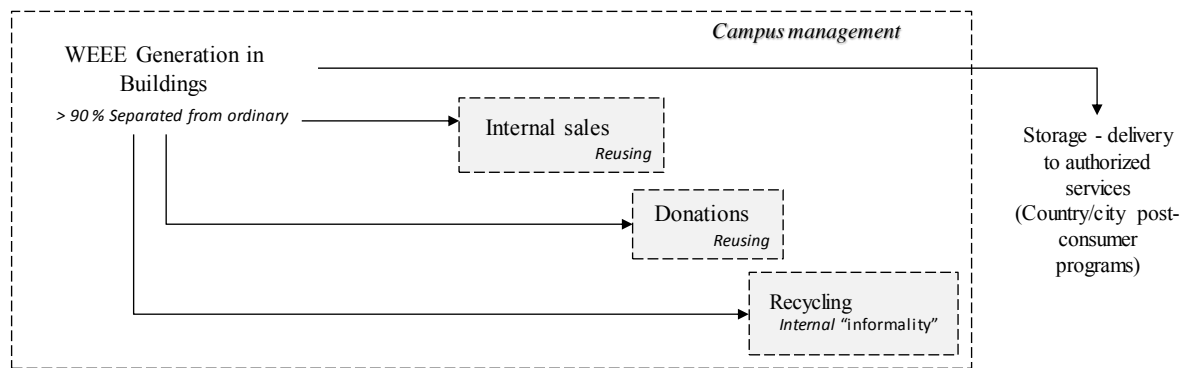 Campus management
WEEE Generation in
Buildings
> 90 % Separated from ordinary
Internal sales
Reusing
Donations
Reusing
Recycling
Internal “informality”
Storage - delivery
to authorized
services
(Country/city post-
consumer
programs)